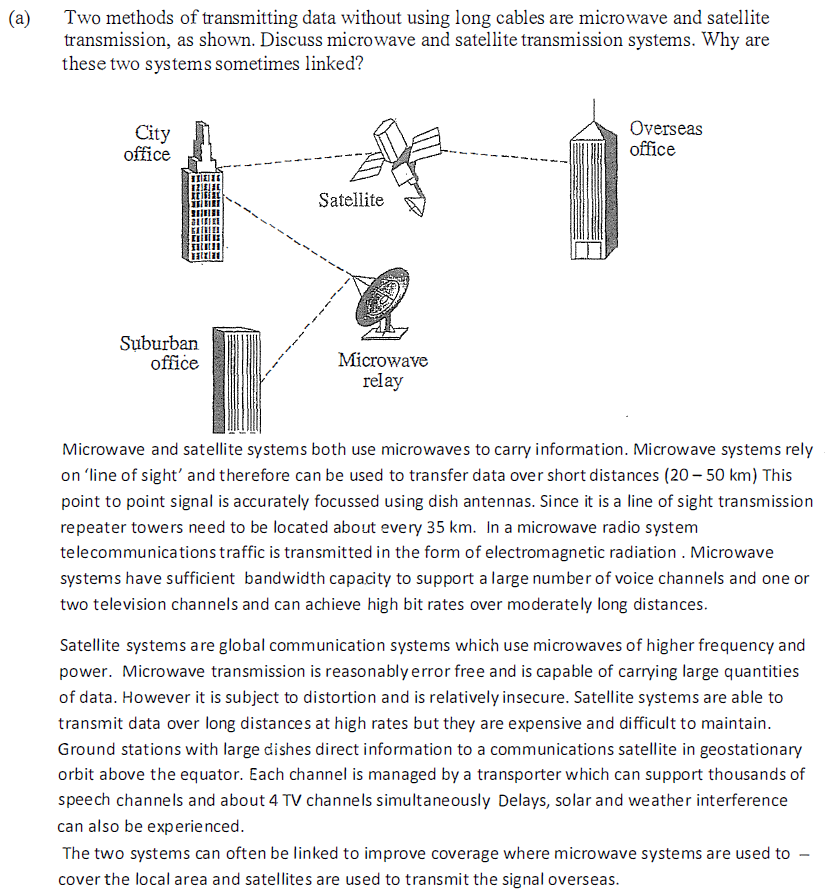 (a) Two methods of transmitting data without using long cables are microwave and satellite
transmission, as shown. Discuss microwave and satellite transmission systems. Why are
these two systems sometimes linked?
City
office
Overseas
office
Satellite
Suburban
office
Microwave
relay
Microwave and satellite systems both use microwaves to carry information. Microwave systems rely
on ‘line of sight’ and therefore can be used to transfer data over short distances (20 – 50 km) This
point to point signal is accurately focussed using dish antennas. Since it is a line of sight transmission
repeater towers need to be located about every 35 km. In a microwave radio system
telecommunications traffic is transmitted in the form of electromagnetic radiation . Microwave
systems have sufficient bandwidth capacity to support a large number of voice channels and one or
two television channels and can achieve high bit rates over moderately long distances.
Satellite systems are global communication systems which use microwaves of higher frequency and
power. Microwave transmission is reasonably error free and is capable of carrying large quantities
of data. However it is subject to distortion and is relatively insecure. Satellite systems are able to
transmit data over long distances at high rates but they are expensive and difficult to maintain.
Ground stations with large dishes direct information to a communications satellite in geostationary
orbit above the equator. Each channel is managed by a transporter which can support thousands of
speech channels and about 4 TV channels simultaneously Delays, solar and weather interference
can also be experienced.
The two systems can often be linked to improve coverage where microwave systems are used to –
cover the local area and satellites are used to transmit the signal overseas.